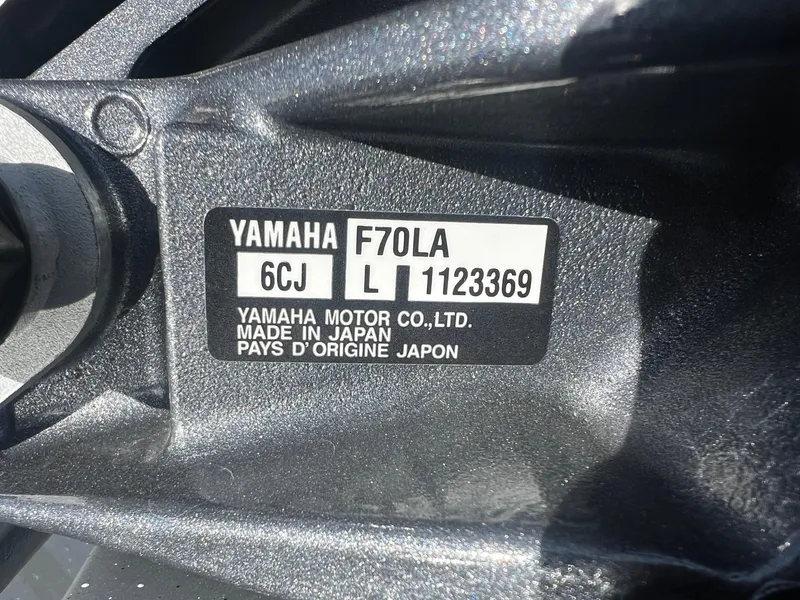 YAMAHA F70LA
6CJ L 1123369
YAMAHA MOTOR CO.,LTD.
MADE IN JAPAN
PAYS D'ORIGINE JAPON